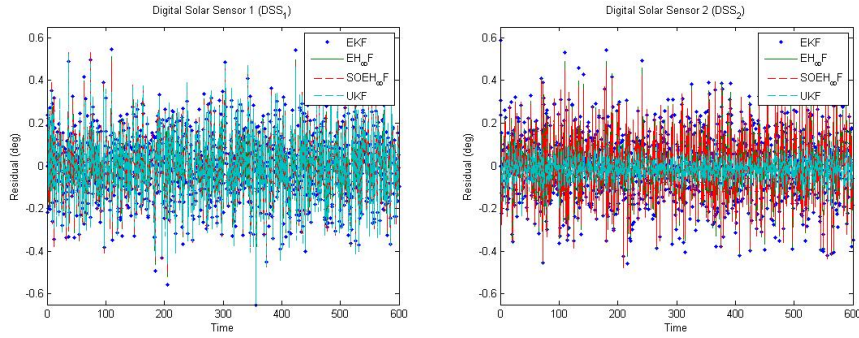 Digital Solar Sensor 1 (DSS₁)
Residual (deg)
0.6
0.4
0.2
0
-0.2
-0.4
-0.6
EKF
EH∞F
SOEH∞F
UKF
0 100 200 300 400 500 600
Time
Digital Solar Sensor 2 (DSS₂)
Residual (deg)
0.6
0.4
0.2
0
-0.2
-0.4
-0.6
EKF
EH∞F
SOEH∞F
UKF
0 100 200 300 400 500 600
Time